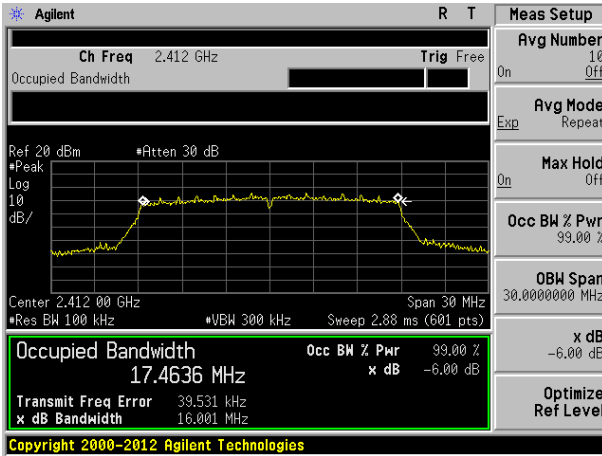 Agilent R T
Ch Freq 2.412 GHz Trig Free
Occupied Bandwidth
Ref 20 dBm #Atten 30 dB
#Peak
Log
10
dB/
Center 2.412 00 GHz Span 30 MHz
#Res BW 100 kHz #VBW 300 kHz Sweep 2.88 ms (601 pts)
Occupied Bandwidth Occ BW % Pwr 99.00 %
17.4636 MHz x dB -6.00 dB
Transmit Freq Error 39.531 kHz
x dB Bandwidth 16.001 MHz
Copyright 2000-2012 Agilent Technologies
Meas Setup
Avg Number
10
On Off
Avg Mode
Exp Repeat
Max Hold
On Off
Occ BW % Pwr
99.00 %
OBW Span
30.0000000 MHz
x dB
-6.00 dB
Optimize
Ref Level